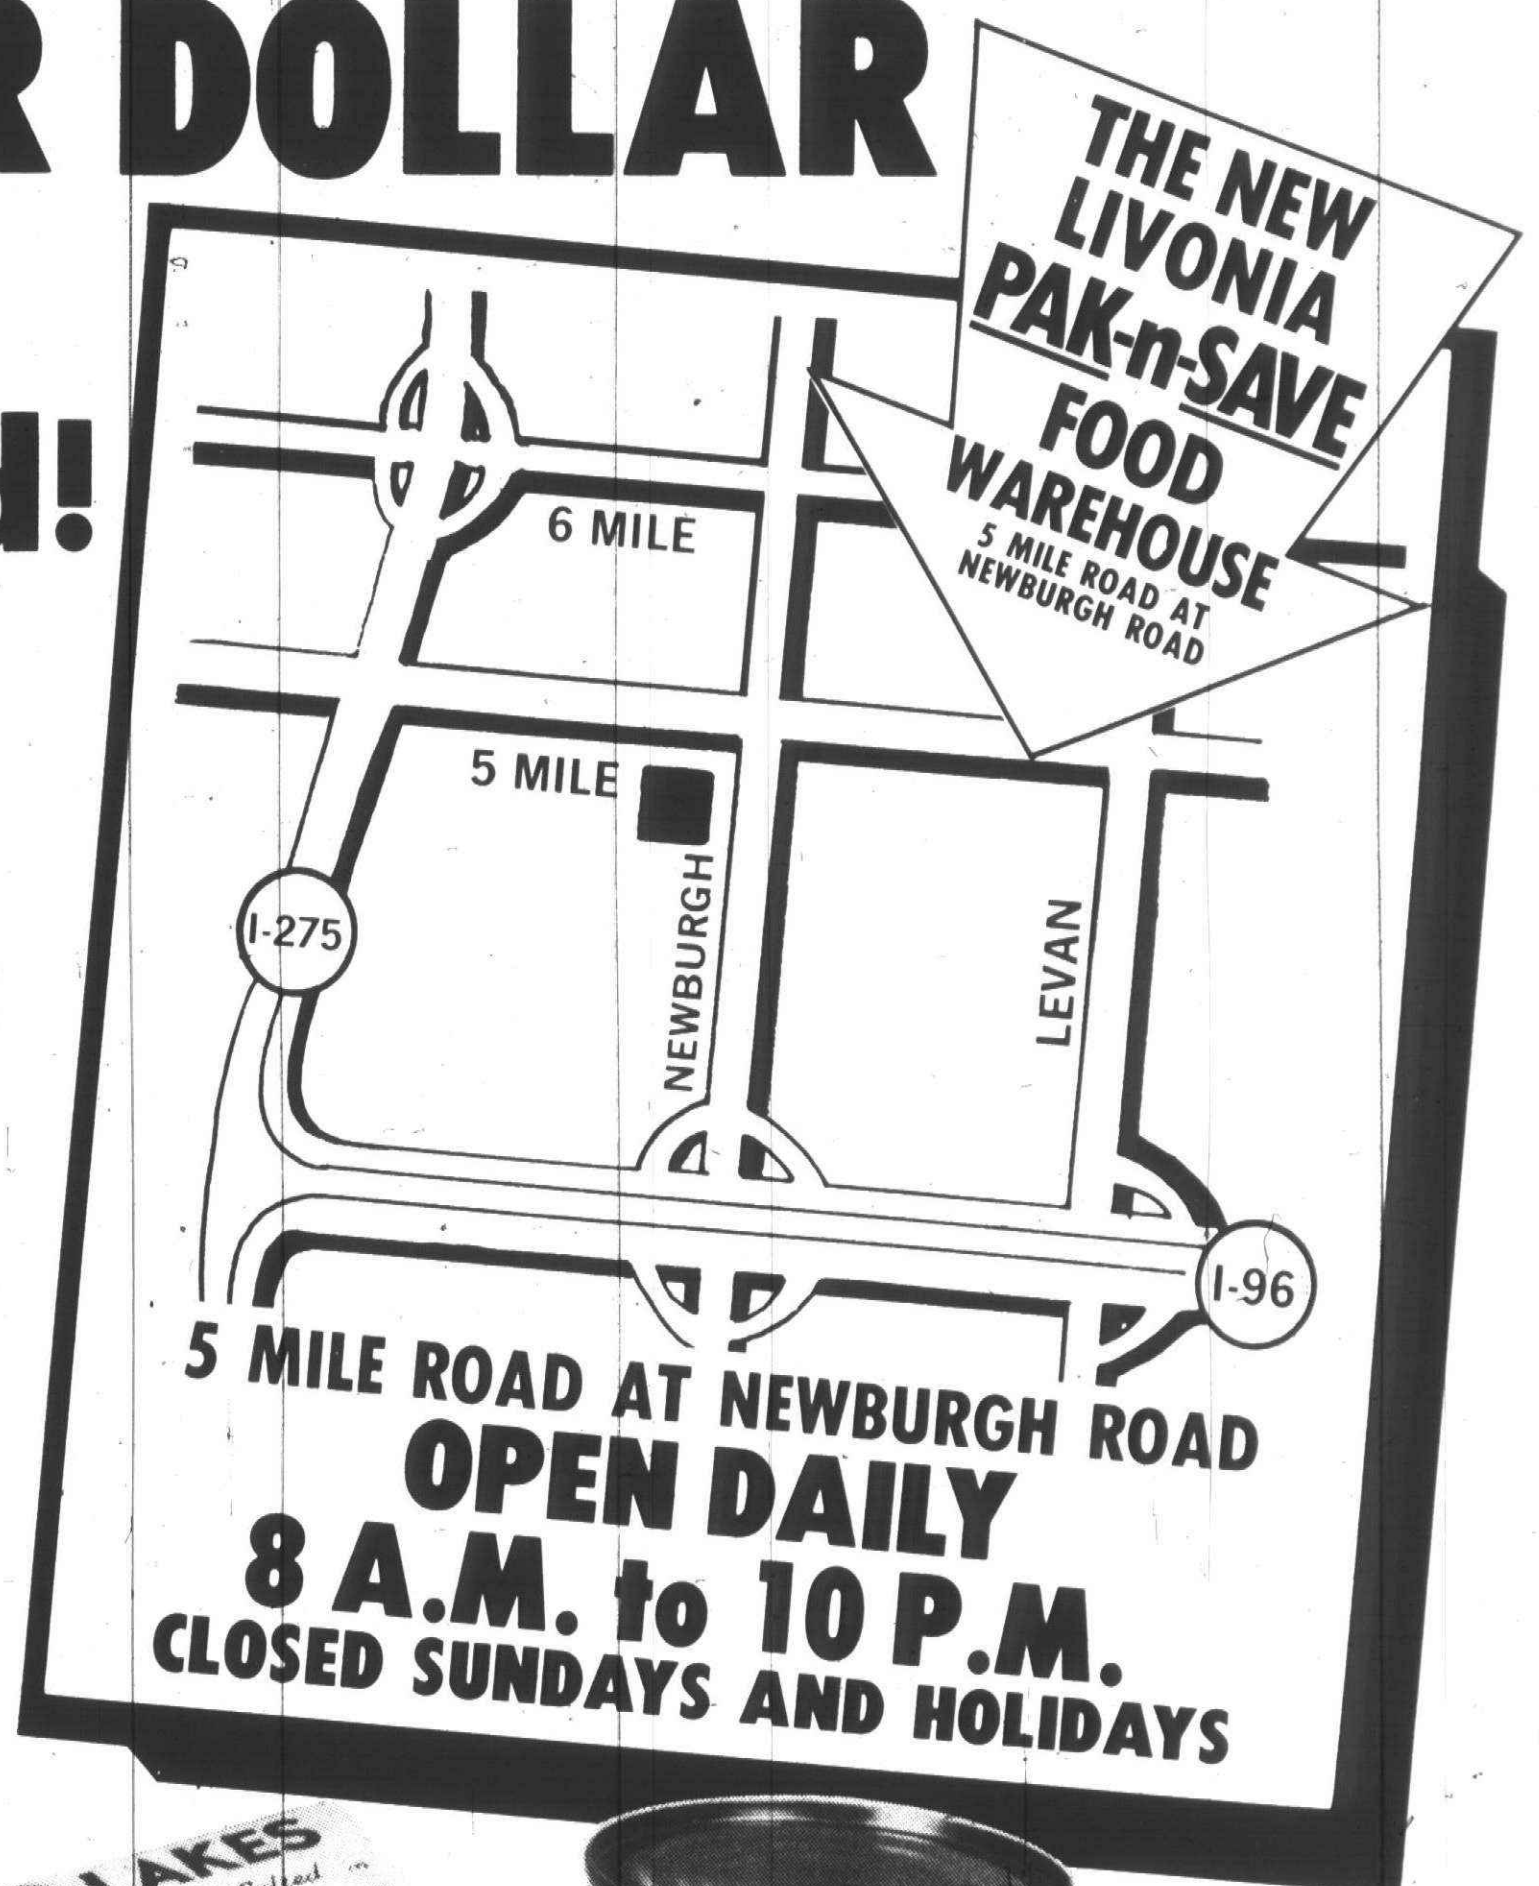 R DOLLAR
!
THE NEW
LIVONIA
PAK-n-SAVE
FOOD
WAREHOUSE
5 MILE ROAD AT
NEWBURGH ROAD
6 MILE
5 MILE
NEWBURGH
LEVAN
I-275
I-96
5 MILE ROAD AT NEWBURGH ROAD
OPEN DAILY
8 A.M. to 10 P.M.
CLOSED SUNDAYS AND HOLIDAYS
LAKES